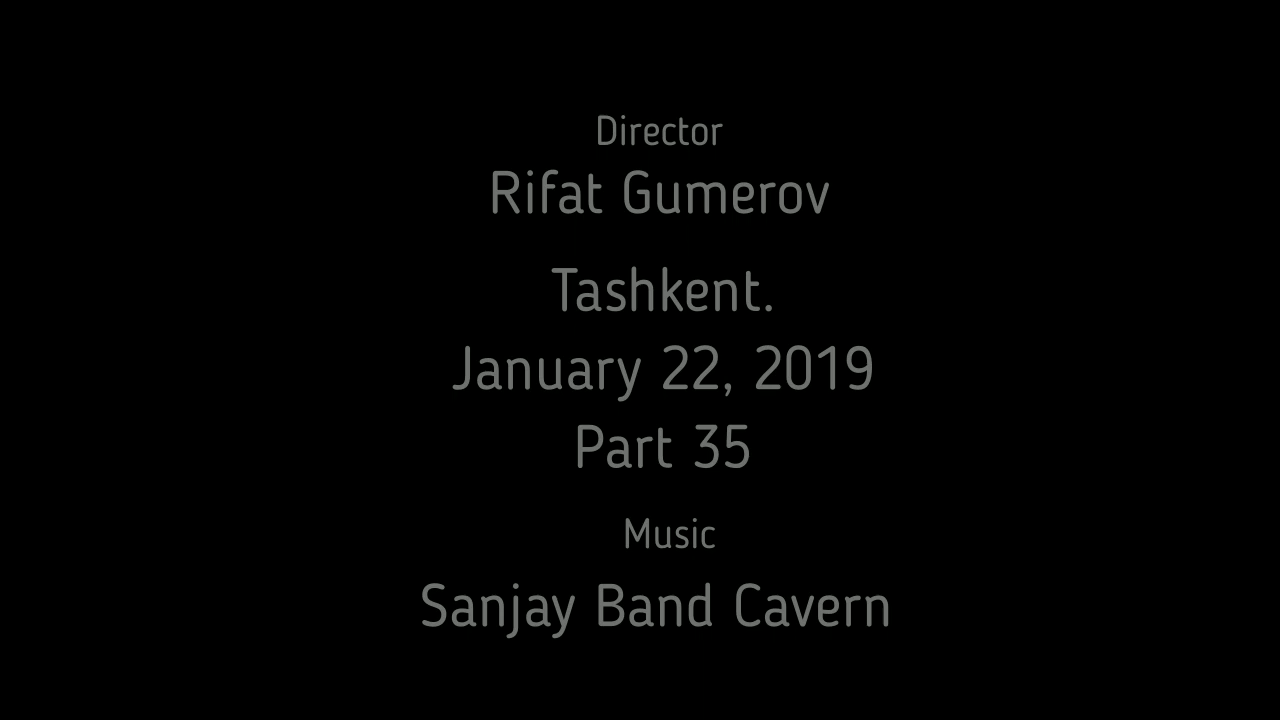 Director
Rifat Gumerov
Tashkent.
January 22, 2019
Part 35
Music
Sanjay Band Cavern